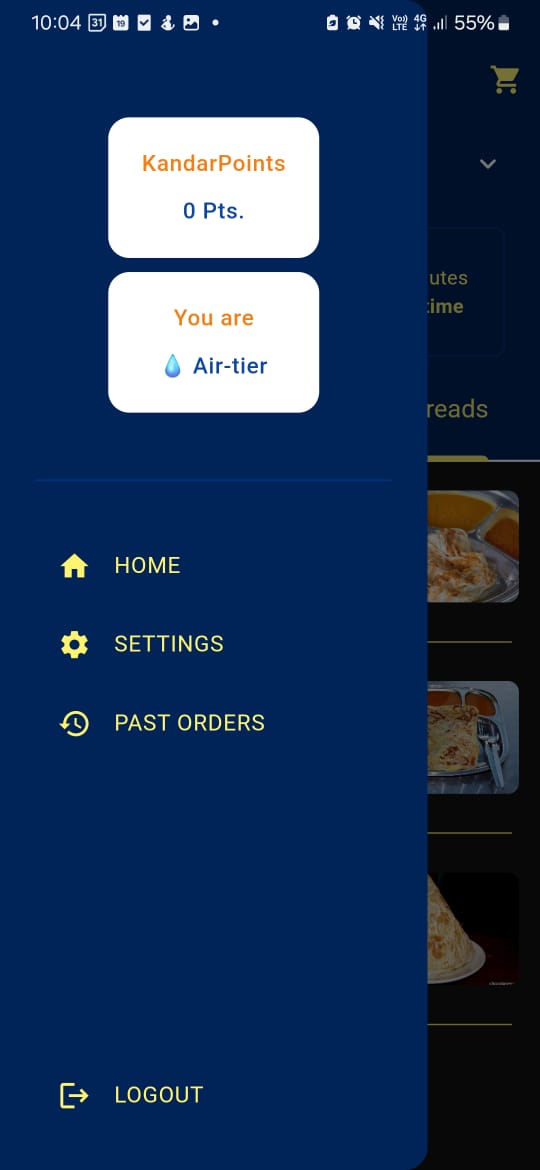 10:04 31 19 Vo)) LTE 4G 55%
KandarPoints
0 Pts.
utes
You are
time
💧 Air-tier
reads
HOME
SETTINGS
PAST ORDERS
LOGOUT